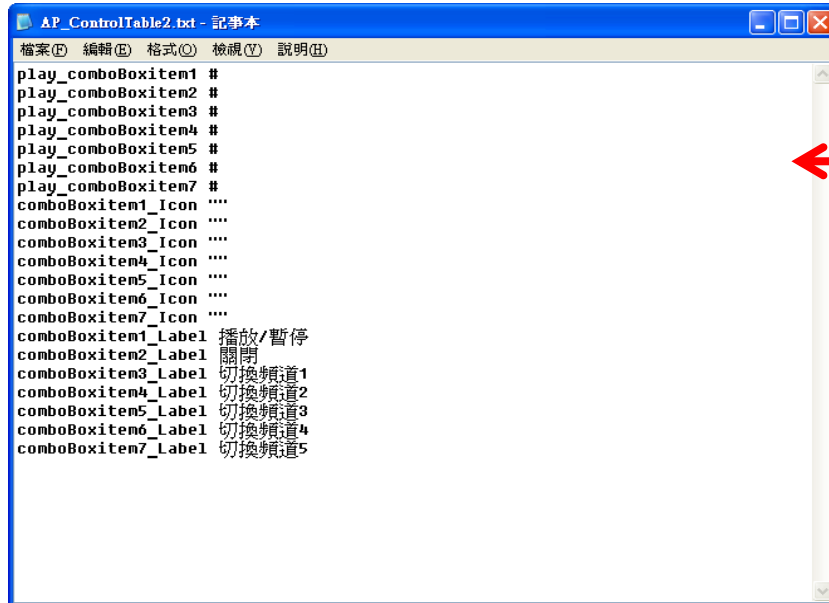 AP_ControlTable2.txt - 記事本
檔案(F) 編輯(E) 格式(O) 檢視(V) 說明(H)
play_comboBoxitem1 #
play_comboBoxitem2 #
play_comboBoxitem3 #
play_comboBoxitem4 #
play_comboBoxitem5 #
play_comboBoxitem6 #
play_comboBoxitem7 #
comboBoxitem1_Icon ""
comboBoxitem2_Icon ""
comboBoxitem3_Icon ""
comboBoxitem4_Icon ""
comboBoxitem5_Icon ""
comboBoxitem6_Icon ""
comboBoxitem7_Icon ""
comboBoxitem1_Label 播放/暫停
comboBoxitem2_Label 關閉
comboBoxitem3_Label 切換頻道1
comboBoxitem4_Label 切換頻道2
comboBoxitem5_Label 切換頻道3
comboBoxitem6_Label 切換頻道4
comboBoxitem7_Label 切換頻道5